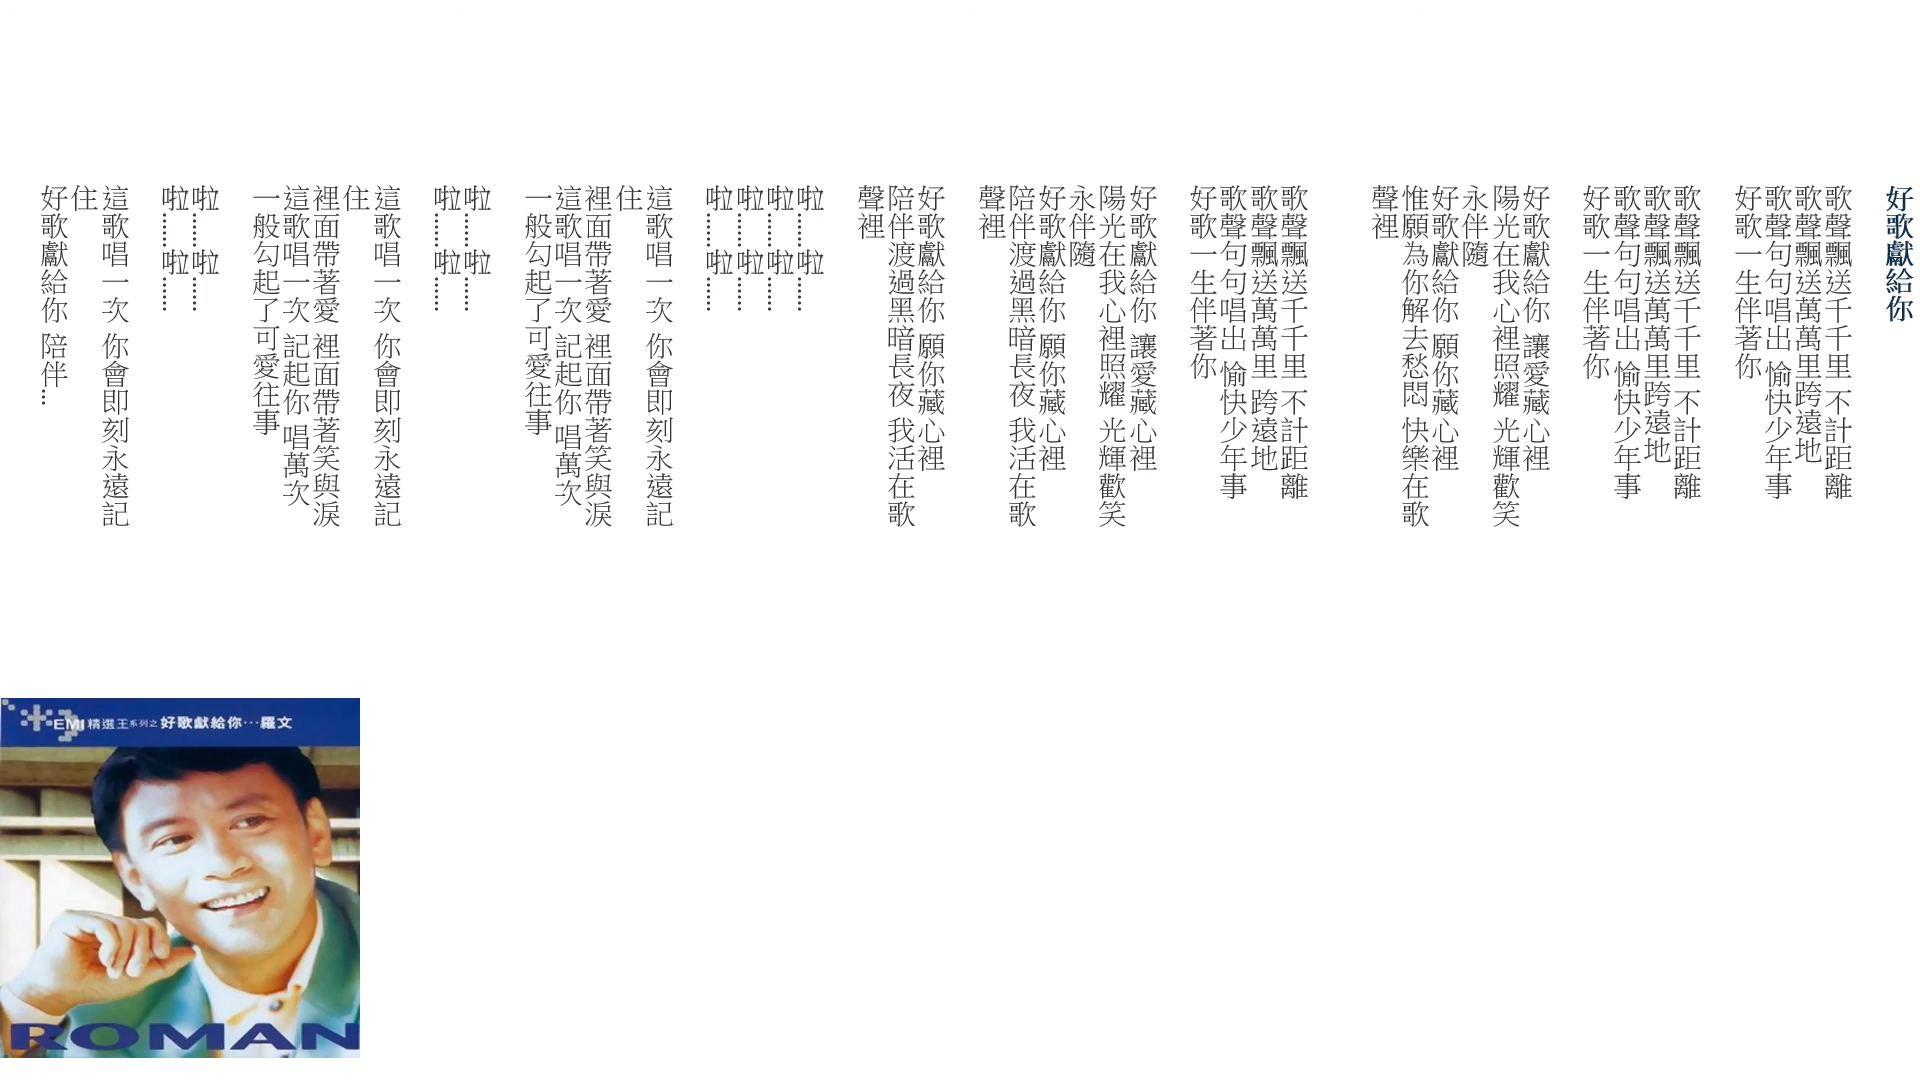 好歌獻給你
歌聲飄送千千里 不計距離
歌聲飄送萬萬里跨遠地
歌聲句句唱出 愉快少年事
好歌一生伴著你
歌聲飄送千千里 不計距離
歌聲飄送萬萬里跨遠地
歌聲句句唱出 愉快少年事
好歌一生伴著你
好歌獻給你 讓愛藏心裡
陽光在我心裡照耀 光輝歡笑
永伴隨
好歌獻給你 願你藏心裡
惟願為你解去愁悶 快樂在歌
聲裡
歌聲飄送千千里 不計距離
歌聲飄送萬萬里 跨遠地
歌聲句句唱出 愉快少年事
好歌一生伴著你
好歌獻給你 讓愛藏心裡
陽光在我心裡照耀 光輝歡笑
永伴隨
好歌獻給你 願你藏心裡
陪伴渡過黑暗長夜 我活在歌
聲裡
好歌獻給你 願你藏心裡
陪伴渡過黑暗長夜 我活在歌
聲裡
啦…… 啦……
啦…… 啦……
啦…… 啦……
啦…… 啦……
這歌唱一次 你會即刻永遠記
住
裡面帶著愛 裡面帶著笑與淚
這歌唱一次 記起你 唱萬次
一般勾起了可愛往事
啦…… 啦……
啦…… 啦……
這歌唱一次 你會即刻永遠記
住
裡面帶著愛 裡面帶著笑與淚
這歌唱一次 記起你 唱萬次
一般勾起了可愛往事
啦…… 啦……
啦…… 啦……
這歌唱一次 你會即刻永遠記
住
好歌獻給你 陪伴...
EMI 精選王系列之 好歌獻給你…羅文
ROMAN